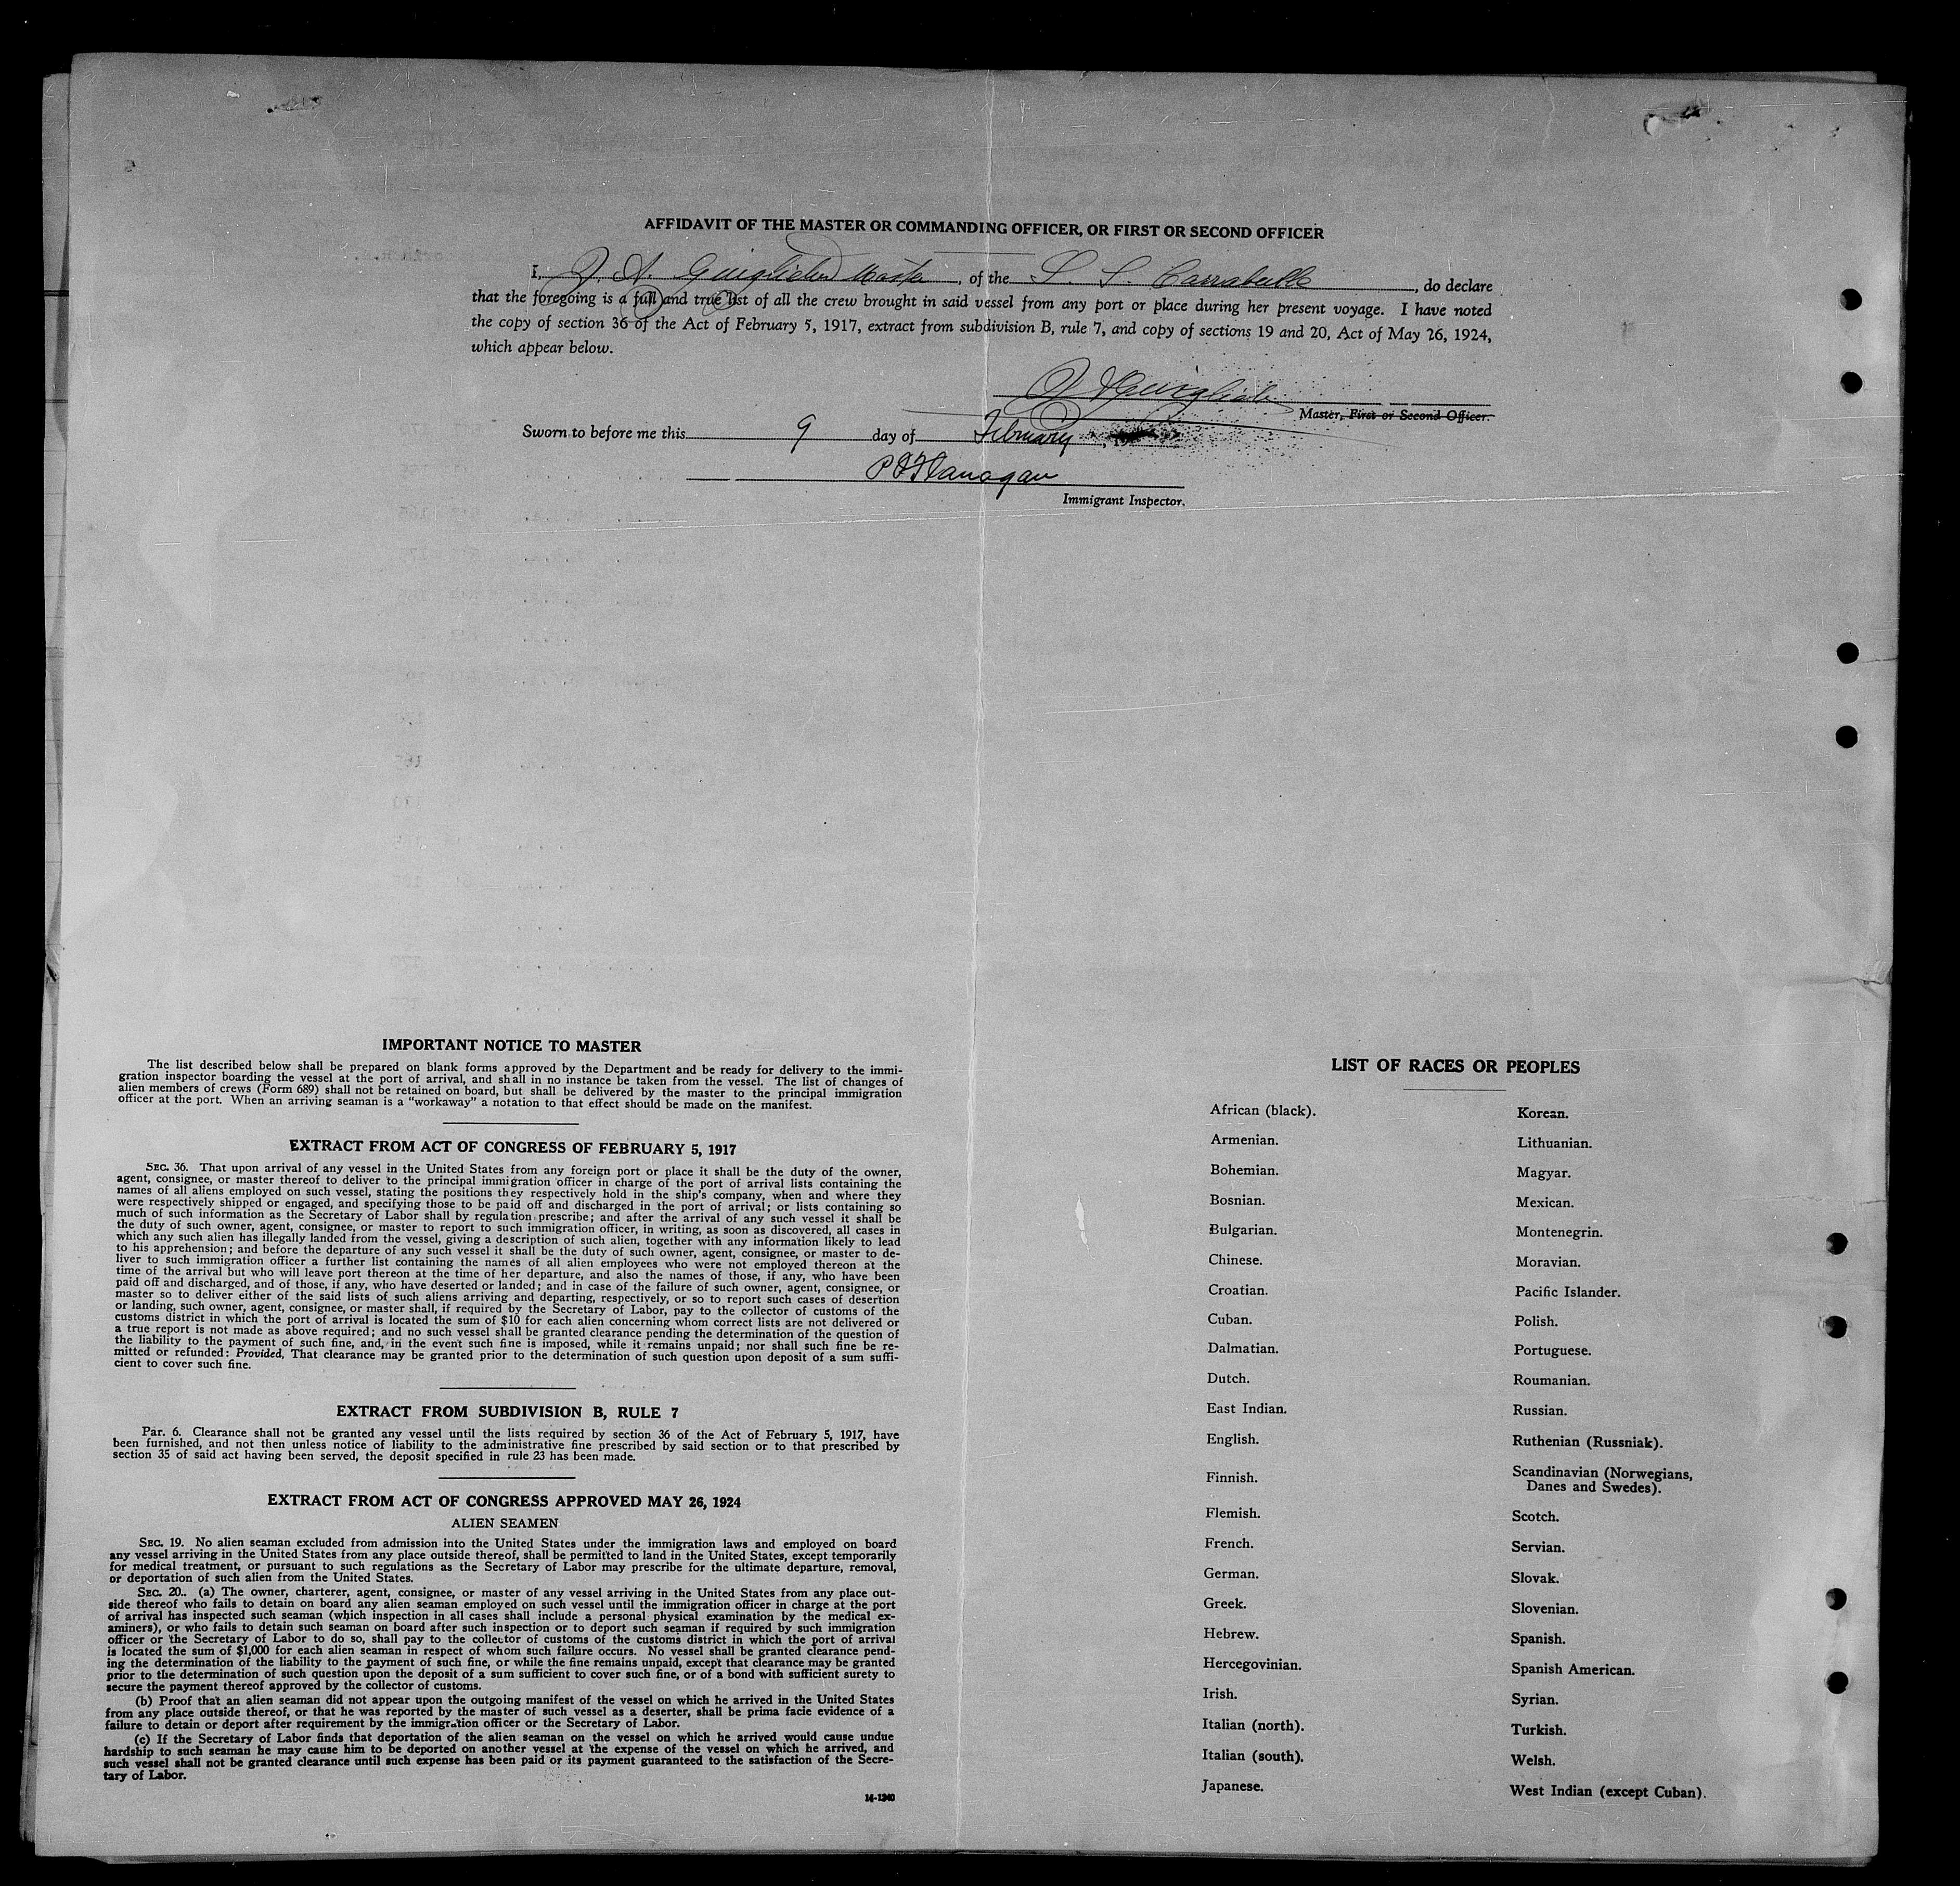 AFFIDAVIT OF THE MASTER OR COMMANDING OFFICER, OR FIRST OR SECOND OFFICER
I, J. A. Master, of the S. S. Carrabulle, do declare
that the foregoing is a full and true list of all the crew brought in said vessel from any port or place during her present voyage. I have noted
the copy of section 36 of the Act of February 5, 1917, extract from subdivision B, rule 7, and copy of sections 19 and 20, Act of May 26, 1924,
which appear below.
Master, First or Second Officer.
Sworn to before me this 9 day of February, 19
P J Flanagan
Immigrant Inspector.
IMPORTANT NOTICE TO MASTER
The list described below shall be prepared on blank forms approved by the Department and be ready for delivery to the immi-
gration inspector boarding the vessel at the port of arrival, and shall in no instance be taken from the vessel. The list of changes of
alien members of crews (Form 689) shall not be retained on board, but shall be delivered by the master to the principal immigration
officer at the port. When an arriving seaman is a "workaway" a notation to that effect should be made on the manifest.
EXTRACT FROM ACT OF CONGRESS OF FEBRUARY 5, 1917
SEC. 36. That upon arrival of any vessel in the United States from any foreign port or place it shall be the duty of the owner,
agent, consignee, or master thereof to deliver to the principal immigration officer in charge of the port of arrival lists containing the
names of all aliens employed on such vessel, stating the positions they respectively hold in the ship's company, when and where they
were respectively shipped or engaged, and specifying those to be paid off and discharged in the port of arrival; or lists containing so
much of such information as the Secretary of Labor shall by regulation prescribe; and after the arrival of any such vessel it shall be
the duty of such owner, agent, consignee, or master to report to such immigration officer, in writing, as soon as discovered, all cases in
which any such alien has illegally landed from the vessel, giving a description of such alien, together with any information likely to lead
to his apprehension; and before the departure of any such vessel it shall be the duty of such owner, agent, consignee, or master to de-
liver to such immigration officer a further list containing the names of all alien employees who were not employed thereon at the
time of the arrival but who will leave port thereon at the time of her departure, and also the names of those, if any, who have been
paid off and discharged, and of those, if any, who have deserted or landed; and in case of the failure of such owner, agent, consignee, or
master so to deliver either of the said lists of such aliens arriving and departing, respectively, or so to report such cases of desertion
or landing, such owner, agent, consignee, or master shall, if required by the Secretary of Labor, pay to the collector of customs of the
customs district in which the port of arrival is located the sum of $10 for each alien concerning whom correct lists are not delivered or
a true report is not made as above required; and no such vessel shall be granted clearance pending the determination of the question of
the liability to the payment of such fine, and, in the event such fine is imposed, while it remains unpaid; nor shall such fine be re-
mitted or refunded: Provided, That clearance may be granted prior to the determination of such question upon deposit of a sum suffi-
cient to cover such fine.
EXTRACT FROM SUBDIVISION B, RULE 7
Par. 6. Clearance shall not be granted any vessel until the lists required by section 36 of the Act of February 5, 1917, have
been furnished, and not then unless notice of liability to the administrative fine prescribed by said section or to that prescribed by
section 35 of said act having been served, the deposit specified in rule 23 has been made.
EXTRACT FROM ACT OF CONGRESS APPROVED MAY 26, 1924
ALIEN SEAMEN
SEC. 19. No alien seaman excluded from admission into the United States under the immigration laws and employed on board
any vessel arriving in the United States from any place outside thereof, shall be permitted to land in the United States, except temporarily
for medical treatment, or pursuant to such regulations as the Secretary of Labor may prescribe for the ultimate departure, removal,
or deportation of such alien from the United States.
SEC. 20. (a) The owner, charterer, agent, consignee, or master of any vessel arriving in the United States from any place out-
side thereof who fails to detain on board any alien seaman employed on such vessel until the immigration officer in charge at the port
of arrival has inspected such seaman (which inspection in all cases shall include a personal physical examination by the medical ex-
aminers), or who fails to detain such seaman on board after such inspection or to deport such seaman if required by such immigration
officer or the Secretary of Labor to do so, shall pay to the collector of customs of the customs district in which the port of arrival
is located the sum of $1,000 for each alien seaman in respect of whom such failure occurs. No vessel shall be granted clearance pend-
ing the determination of the liability to the payment of such fine, or while the fine remains unpaid, except that clearance may be granted
prior to the determination of such question upon the deposit of a sum sufficient to cover such fine, or of a bond with sufficient surety to
secure the payment thereof approved by the collector of customs.
(b) Proof that an alien seaman did not appear upon the outgoing manifest of the vessel on which he arrived in the United States
from any place outside thereof, or that he was reported by the master of such vessel as a deserter, shall be prima facie evidence of a
failure to detain or deport after requirement by the immigration officer or the Secretary of Labor.
(c) If the Secretary of Labor finds that deportation of the alien seaman on the vessel on which he arrived would cause undue
hardship to such seaman he may cause him to be deported on another vessel at the expense of the vessel on which he arrived, and
such vessel shall not be granted clearance until such expense has been paid or its payment guaranteed to the satisfaction of the Secre-
tary of Labor.
14-1240
LIST OF RACES OR PEOPLES
African (black).
Armenian.
Bohemian.
Bosnian.
Bulgarian.
Chinese.
Croatian.
Cuban.
Dalmatian.
Dutch.
East Indian.
English.
Finnish.
Flemish.
French.
German.
Greek.
Hebrew.
Hercegovinian.
Irish.
Italian (north).
Italian (south).
Japanese.
Korean.
Lithuanian.
Magyar.
Mexican.
Montenegrin.
Moravian.
Pacific Islander.
Polish.
Portuguese.
Roumanian.
Russian.
Ruthenian (Russniak).
Scandinavian (Norwegians,
Danes and Swedes).
Scotch.
Servian.
Slovak.
Slovenian.
Spanish.
Spanish American.
Syrian.
Turkish.
Welsh.
West Indian (except Cuban).